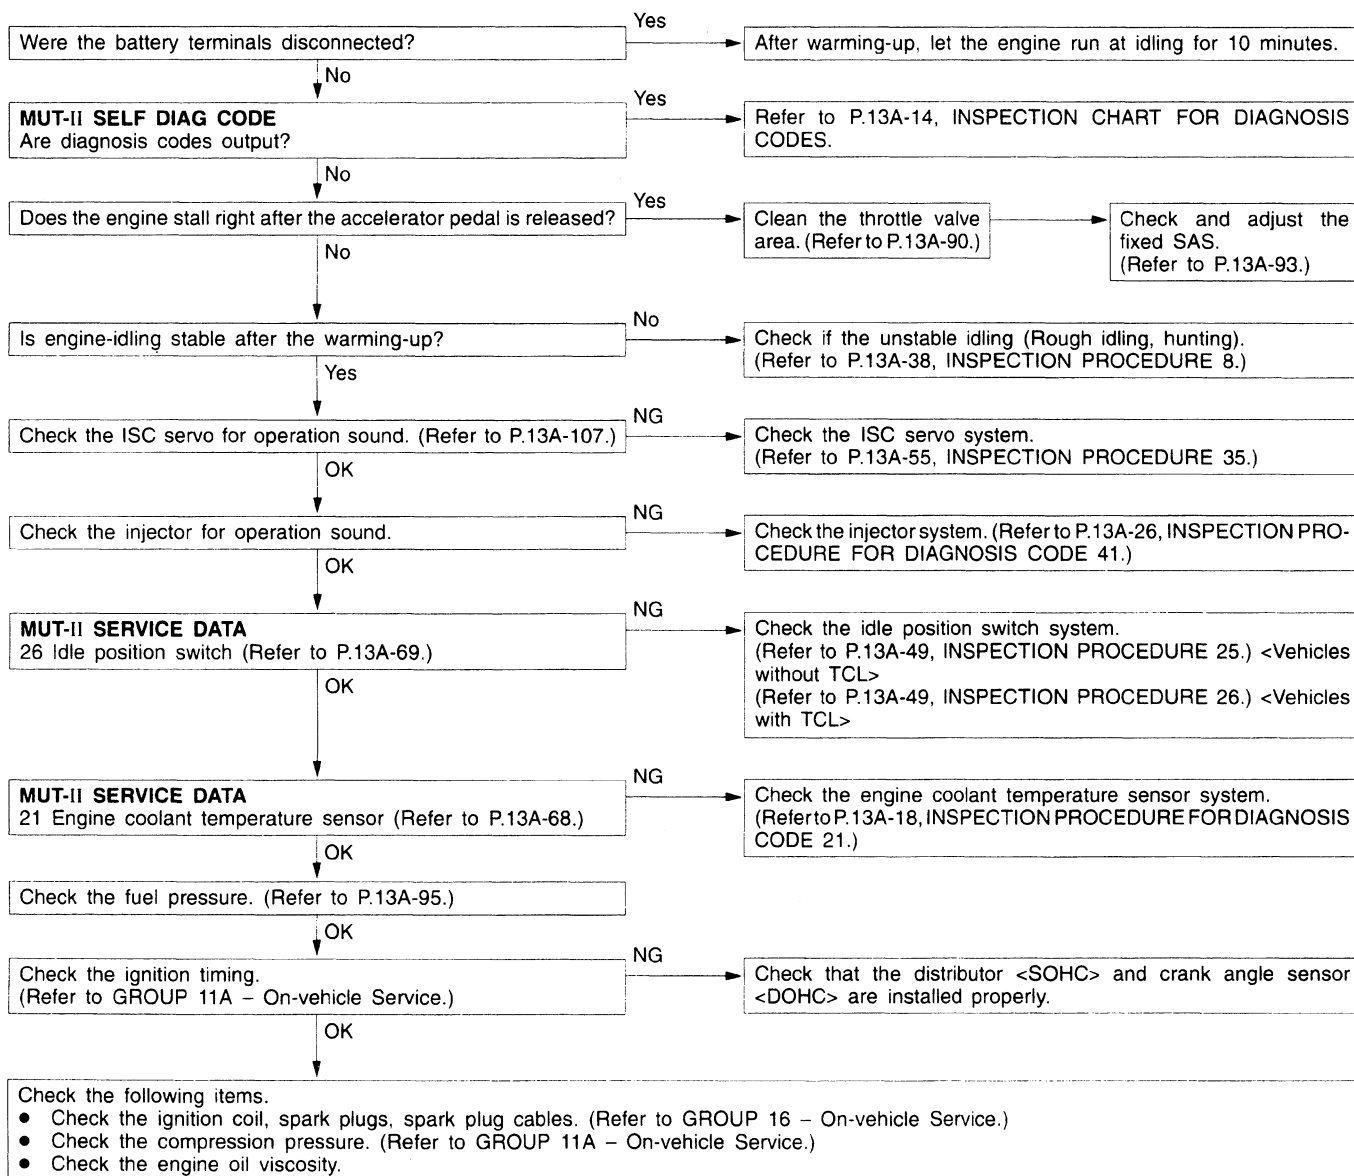 Were the battery terminals disconnected?
Yes
After warming-up, let the engine run at idling for 10 minutes.
No
MUT-II SELF DIAG CODE
Are diagnosis codes output?
Yes
Refer to P.13A-14, INSPECTION CHART FOR DIAGNOSIS
CODES.
No
Does the engine stall right after the accelerator pedal is released?
Yes
Clean the throttle valve
area. (Refer to P.13A-90.)
Check and adjust the
fixed SAS.
(Refer to P.13A-93.)
No
Is engine-idling stable after the warming-up?
No
Check if the unstable idling (Rough idling, hunting).
(Refer to P.13A-38, INSPECTION PROCEDURE 8.)
Yes
Check the ISC servo for operation sound. (Refer to P.13A-107.)
NG
Check the ISC servo system.
(Refer to P.13A-55, INSPECTION PROCEDURE 35.)
OK
Check the injector for operation sound.
NG
Check the injector system. (Refer to P.13A-26, INSPECTION PRO-
CEDURE FOR DIAGNOSIS CODE 41.)
OK
MUT-II SERVICE DATA
26 Idle position switch (Refer to P.13A-69.)
NG
Check the idle position switch system.
(Refer to P.13A-49, INSPECTION PROCEDURE 25.) <Vehicles
without TCL>
(Refer to P.13A-49, INSPECTION PROCEDURE 26.) <Vehicles
with TCL>
OK
MUT-II SERVICE DATA
21 Engine coolant temperature sensor (Refer to P.13A-68.)
NG
Check the engine coolant temperature sensor system.
(Refer to P.13A-18, INSPECTION PROCEDURE FOR DIAGNOSIS
CODE 21.)
OK
Check the fuel pressure. (Refer to P.13A-95.)
OK
Check the ignition timing.
(Refer to GROUP 11A – On-vehicle Service.)
NG
Check that the distributor <SOHC> and crank angle sensor
<DOHC> are installed properly.
OK
Check the following items.
● Check the ignition coil, spark plugs, spark plug cables. (Refer to GROUP 16 – On-vehicle Service.)
● Check the compression pressure. (Refer to GROUP 11A – On-vehicle Service.)
● Check the engine oil viscosity.